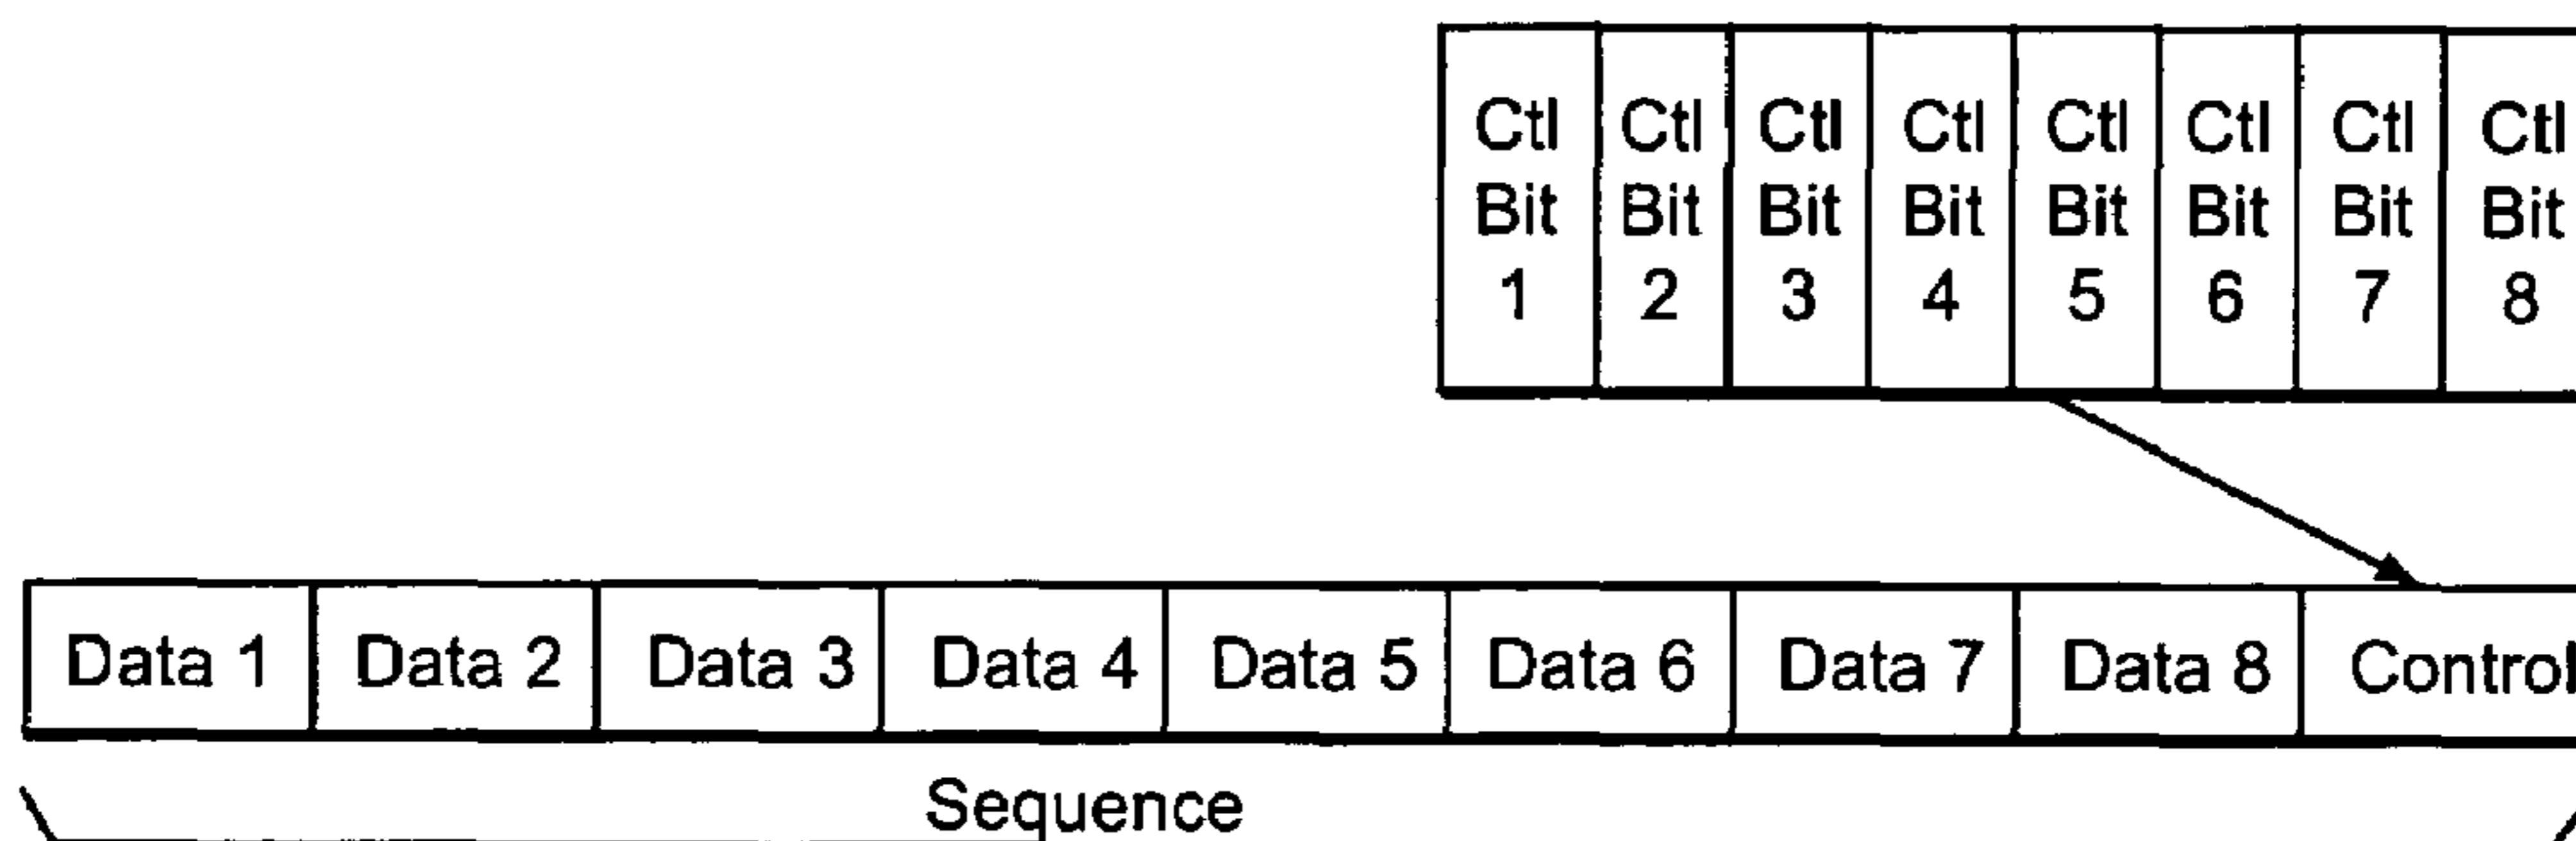 Ctl Ctl Ctl Ctl Ctl Ctl Ctl Ctl
Bit Bit Bit Bit Bit Bit Bit Bit
1 2 3 4 5 6 7 8
Data 1 Data 2 Data 3 Data 4 Data 5 Data 6 Data 7 Data 8 Control
Sequence